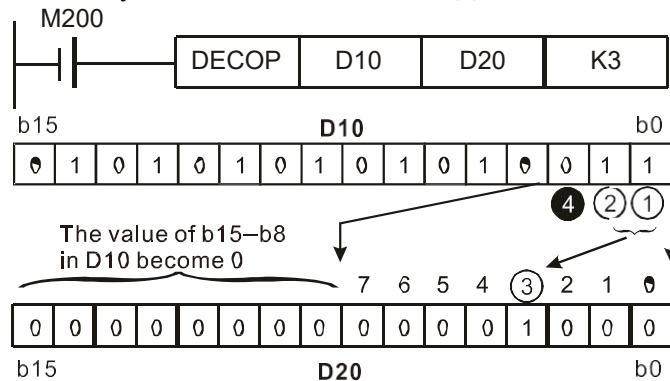 M200
DECOP D10 D20 K3
b15 D10 b0
0 1 0 1 0 1 0 1 0 1 0 1 0 0 1 1
4 2 1
The value of b15–b8
in D10 become 0
7 6 5 4 3 2 1 0
0 0 0 0 0 0 0 0 0 0 0 0 1 0 0 0
b15 D20 b0